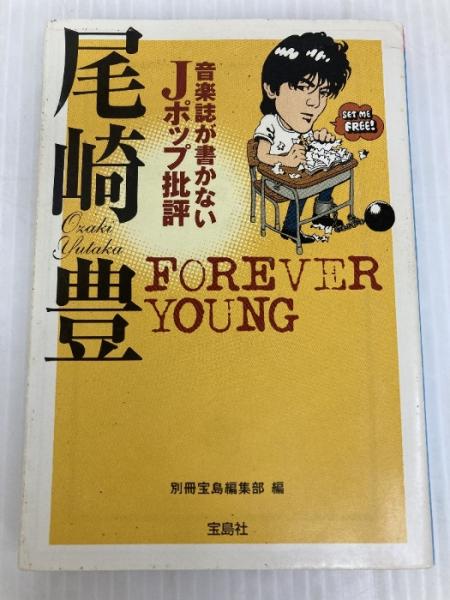 尾崎豊
Ozaki
Yutaka
音楽誌が書かない
Jポップ批評
SET ME
FREE!
FOREVER
YOUNG
別冊宝島編集部 編
宝島社